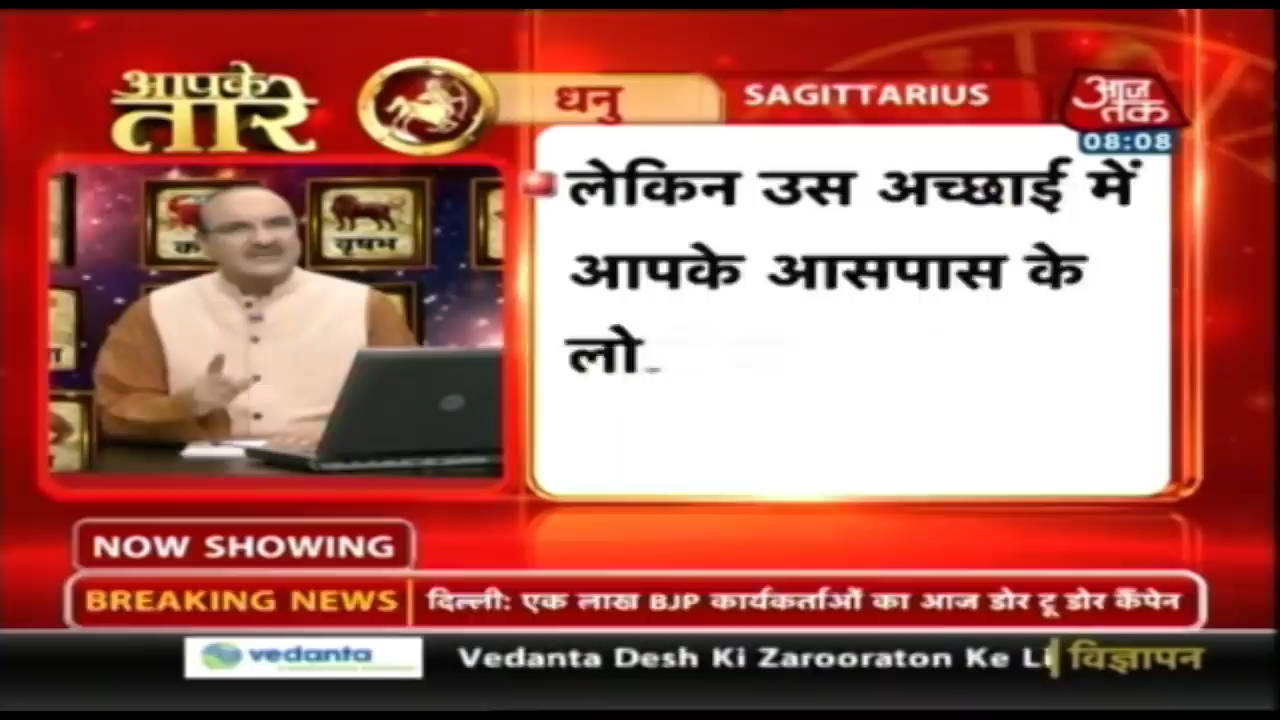 आपके
तारे
धनु
SAGITTARIUS
आज
तक
08:08
वृषभ
लेकिन उस अच्छाई में
आपके आसपास के
लो
NOW SHOWING
BREAKING NEWS
दिल्ली: एक लाख BJP कार्यकर्ताओं का आज डोर टू डोर कैंपेन
vedanta
Vedanta Desh Ki Zarooraton Ke Li
विज्ञापन